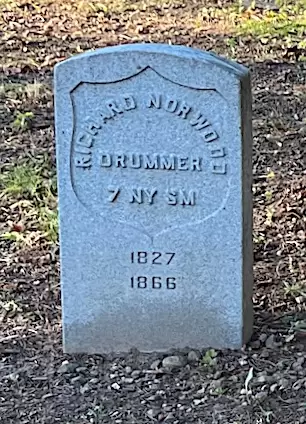 RICHARD NORWOOD
DRUMMER
7 NY SM
1827
1866